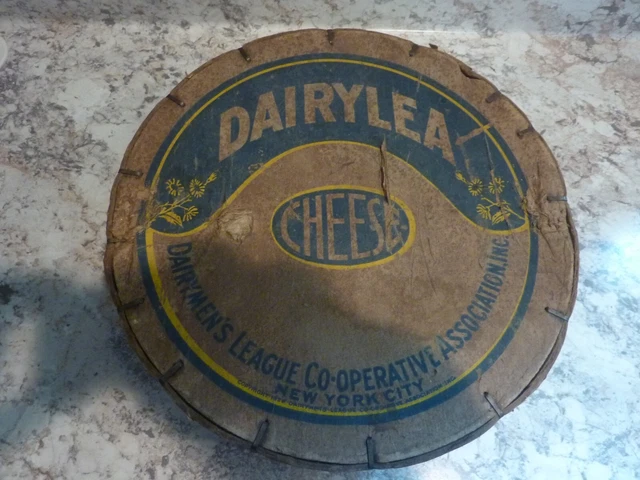 DAIRYLEA
CHEESE
DAIRYMEN'S LEAGUE CO-OPERATIVE ASSOCIATION, INC.
NEW YORK CITY